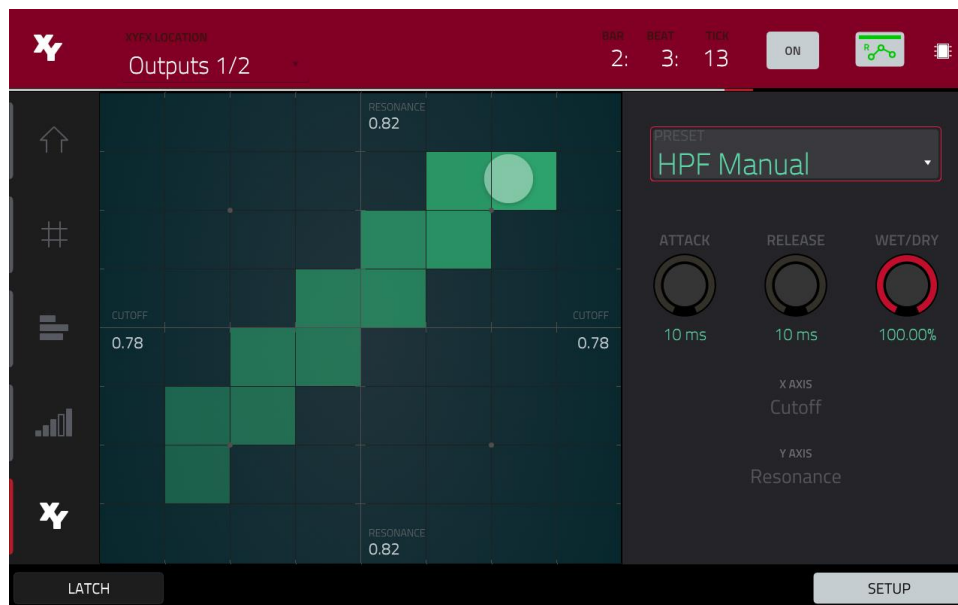 XY
XYFX LOCATION
Outputs 1/2
BAR BEAT TICK
2: 3: 13
ON
R
RESONANCE
0.82
CUTOFF
0.78
CUTOFF
0.78
RESONANCE
0.82
PRESET
HPF Manual
ATTACK RELEASE WET/DRY
10 ms 10 ms 100.00%
X AXIS
Cutoff
Y AXIS
Resonance
XY
LATCH
SETUP